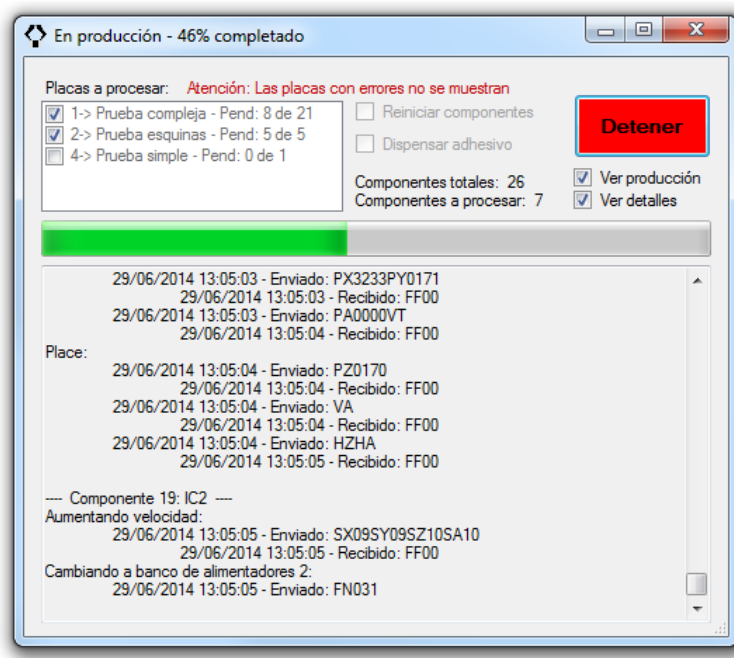 En producción - 46% completado
Placas a procesar: Atención: Las placas con errores no se muestran
1-> Prueba compleja - Pend: 8 de 21
2-> Prueba esquinas - Pend: 5 de 5
4-> Prueba simple - Pend: 0 de 1
Reiniciar componentes
Dispensar adhesivo
Componentes totales: 26
Componentes a procesar: 7
Detener
Ver producción
Ver detalles
29/06/2014 13:05:03 - Enviado: PX3233PY0171
29/06/2014 13:05:03 - Recibido: FF00
29/06/2014 13:05:03 - Enviado: PA0000VT
29/06/2014 13:05:04 - Recibido: FF00
Place:
29/06/2014 13:05:04 - Enviado: PZ0170
29/06/2014 13:05:04 - Recibido: FF00
29/06/2014 13:05:04 - Enviado: VA
29/06/2014 13:05:04 - Recibido: FF00
29/06/2014 13:05:04 - Enviado: HZHA
29/06/2014 13:05:05 - Recibido: FF00
---- Componente 19: IC2 ----
Aumentando velocidad:
29/06/2014 13:05:05 - Enviado: SX09SY09SZ10SA10
29/06/2014 13:05:05 - Recibido: FF00
Cambiando a banco de alimentadores 2:
29/06/2014 13:05:05 - Enviado: FN031